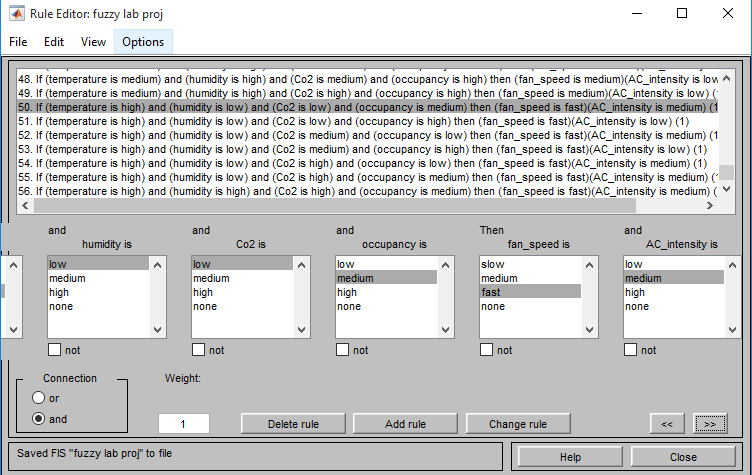 Rule Editor: fuzzy lab proj
File Edit View Options
48. If (temperature is medium) and (humidity is high) and (Co2 is medium) and (occupancy is high) then (fan_speed is medium)(AC_intensity is low
49. If (temperature is medium) and (humidity is high) and (Co2 is high) and (occupancy is high) then (fan_speed is medium)(AC_intensity is low) (
50. If (temperature is high) and (humidity is low) and (Co2 is low) and (occupancy is medium) then (fan_speed is fast)(AC_intensity is medium) (1
51. If (temperature is high) and (humidity is low) and (Co2 is low) and (occupancy is high) then (fan_speed is fast)(AC_intensity is low) (1)
52. If (temperature is high) and (humidity is low) and (Co2 is medium) and (occupancy is low) then (fan_speed is fast)(AC_intensity is medium) (1
53. If (temperature is high) and (humidity is low) and (Co2 is medium) and (occupancy is high) then (fan_speed is fast)(AC_intensity is low) (1)
54. If (temperature is high) and (humidity is low) and (Co2 is high) and (occupancy is low) then (fan_speed is fast)(AC_intensity is medium) (1)
55. If (temperature is high) and (humidity is low) and (Co2 is high) and (occupancy is medium) then (fan_speed is fast)(AC_intensity is medium) (
56. If (temperature is high) and (humidity is high) and (Co2 is high) and (occupancy is medium) then (fan_speed is fast)(AC_intensity is medium) (
and and and Then and
humidity is Co2 is occupancy is fan_speed is AC_intensity is
low low low slow low
medium medium medium medium medium
high high high fast high
none none none none none
not not not not not
Connection Weight:
or
and 1 Delete rule Add rule Change rule << >>
Saved FIS "fuzzy lab proj" to file Help Close